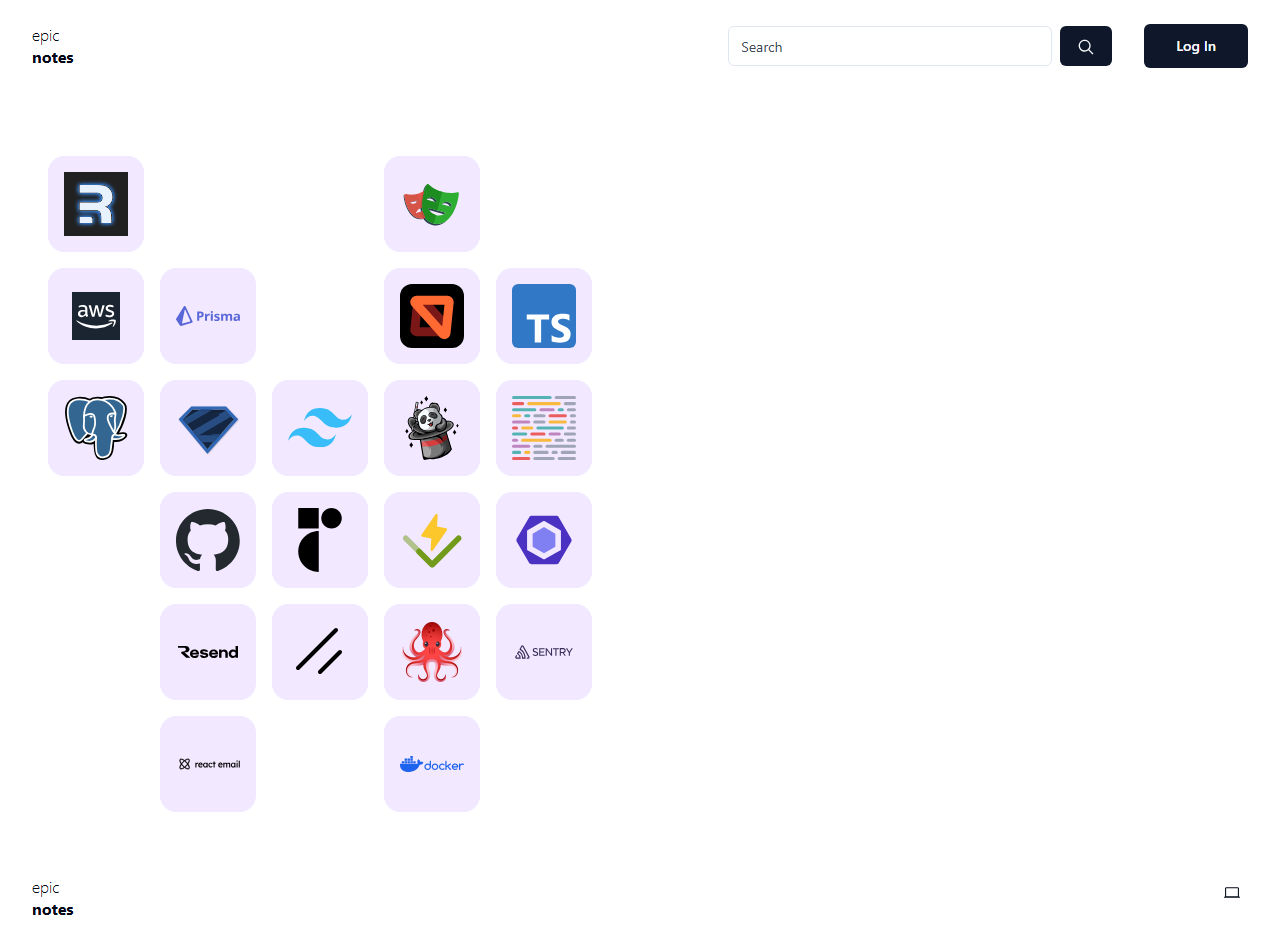 epic
notes
Search
Log In
aws
Prisma
TS
Resend
SENTRY
react email
docker
epic
notes